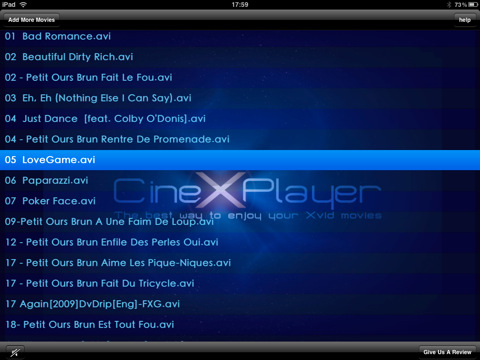 iPad 17:59 73%
Add More Movies help
01 Bad Romance.avi
02 Beautiful Dirty Rich.avi
02 - Petit Ours Brun Fait Le Fou.avi
03 Eh, Eh (Nothing Else I Can Say).avi
04 Just Dance [feat. Colby O'Donis].avi
04 - Petit Ours Brun Rentre De Promenade.avi
05 LoveGame.avi
06 Paparazzi.avi
07 Poker Face.avi
CineXPlayer
The best way to enjoy your Xvid movies
09-Petit Ours Brun A Une Faim De Loup.avi
12 - Petit Ours Brun Enfile Des Perles Oui.avi
17 - Petit Ours Brun Aime Les Pique-Niques.avi
17 - Petit Ours Brun Fait Du Tricycle.avi
17 Again[2009]DvDrip[Eng]-FXG.avi
18- Petit Ours Brun Est Tout Fou.avi
Give Us A Review